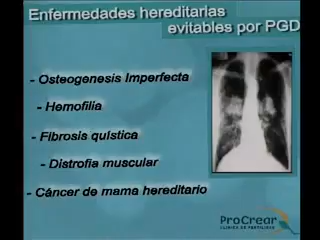 Enfermedades hereditarias
evitables por PGD
- Osteogenesis Imperfecta
- Hemofilia
- Fibrosis quística
- Distrofia muscular
- Cáncer de mama hereditario
ProCrear
CLINICA DE FERTILIDAD